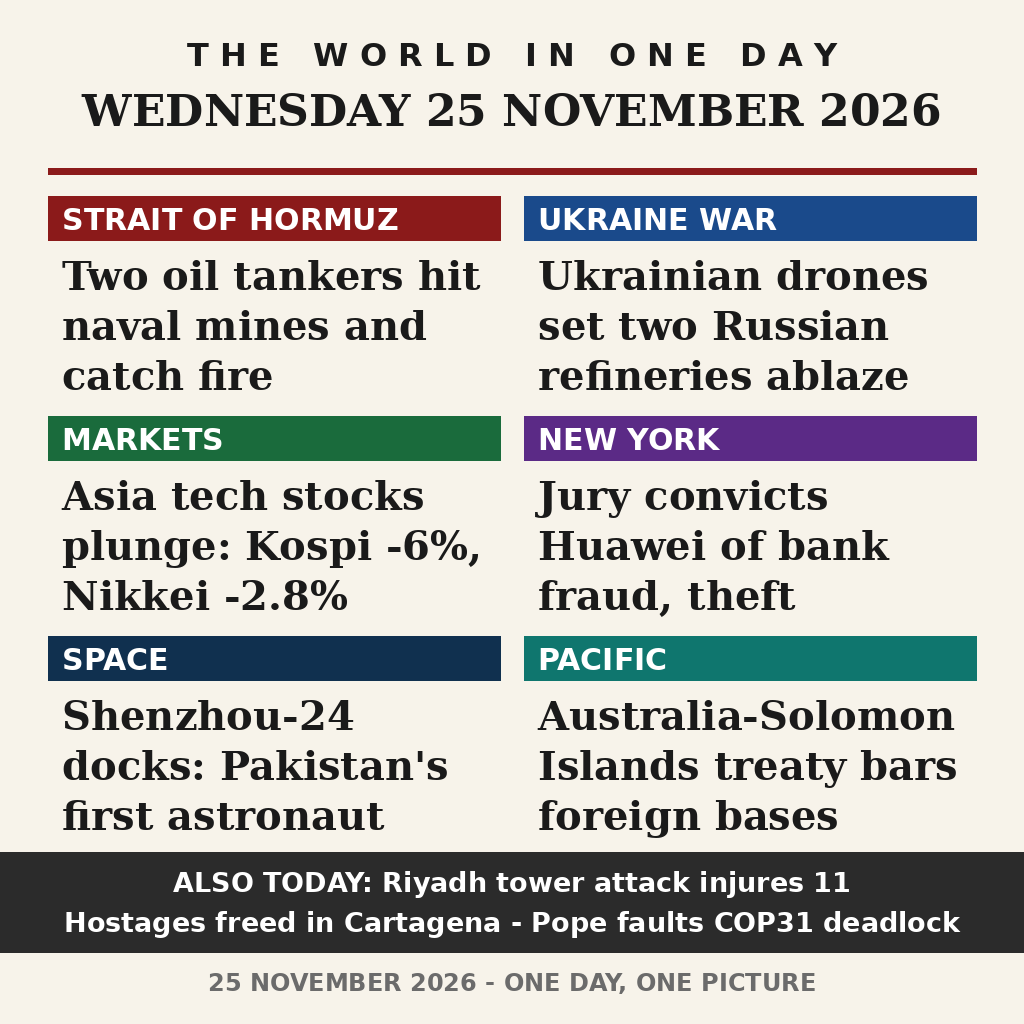 THE WORLD IN ONE DAY
WEDNESDAY 25 NOVEMBER 2026
STRAIT OF HORMUZ
Two oil tankers hit
naval mines and
catch fire
UKRAINE WAR
Ukrainian drones
set two Russian
refineries ablaze
MARKETS
Asia tech stocks
plunge: Kospi -6%,
Nikkei -2.8%
NEW YORK
Jury convicts
Huawei of bank
fraud, theft
SPACE
Shenzhou-24
docks: Pakistan's
first astronaut
PACIFIC
Australia-Solomon
Islands treaty bars
foreign bases
ALSO TODAY: Riyadh tower attack injures 11
Hostages freed in Cartagena - Pope faults COP31 deadlock
25 NOVEMBER 2026 - ONE DAY, ONE PICTURE